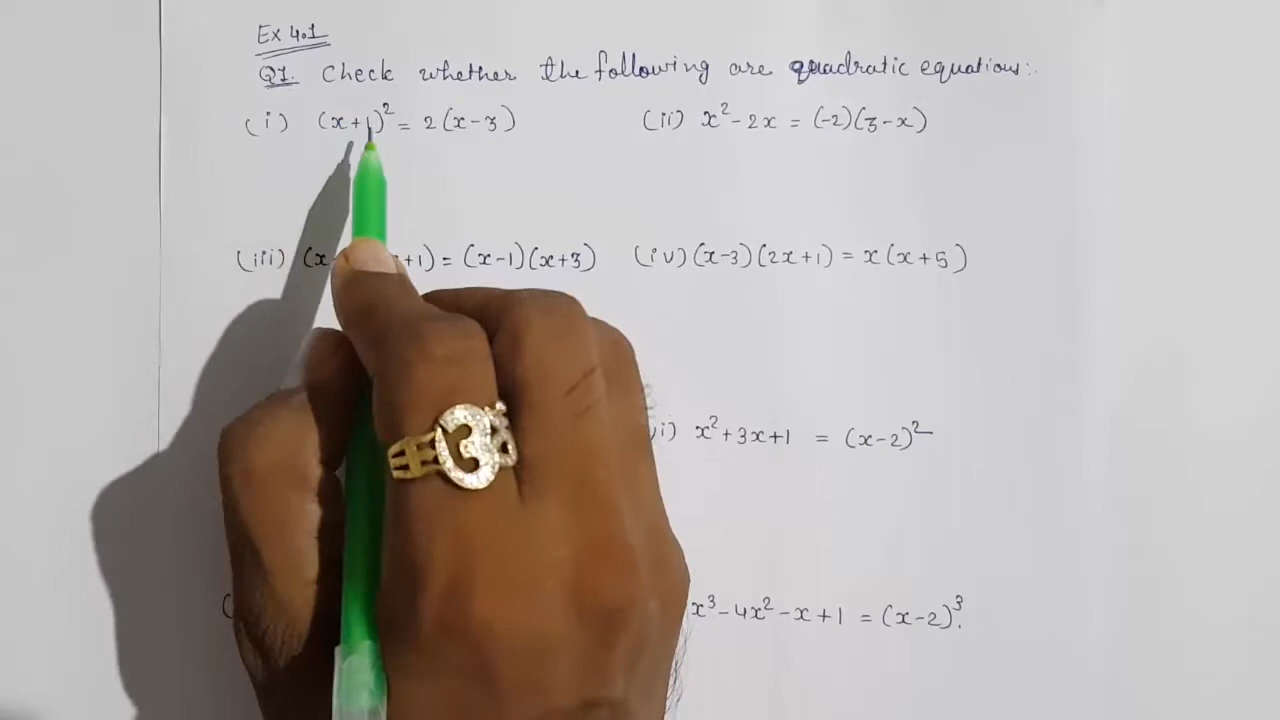 Ex 4.1
Q1. Check whether the following are quadratic equations:.
(i) (x+1)² = 2(x-3) (ii) x² - 2x = (-2)(3-x)
(iii) (x +1) = (x-1)(x+3) (iv) (x-3)(2x+1) = x(x+5)
i) x² + 3x + 1 = (x-2)²
( x³ - 4x² - x + 1 = (x-2)³.